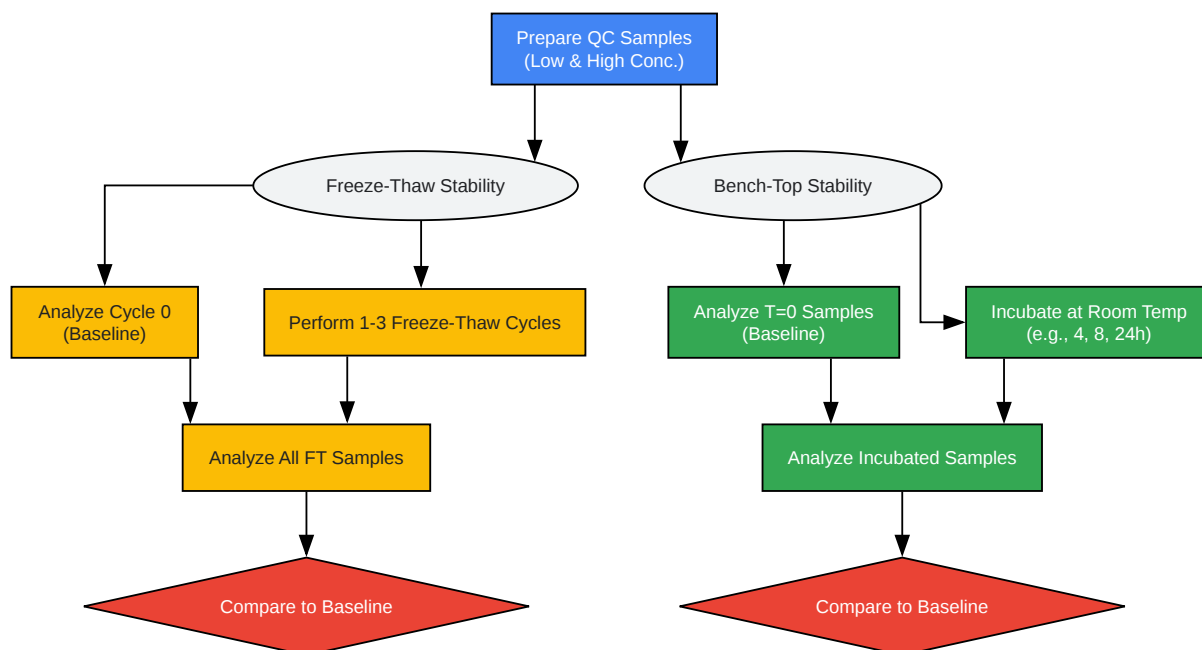 Prepare QC Samples
(Low & High Conc.)
Freeze-Thaw Stability
Bench-Top Stability
Analyze Cycle 0
(Baseline)
Perform 1-3 Freeze-Thaw Cycles
Analyze T=0 Samples
(Baseline)
Incubate at Room Temp
(e.g., 4, 8, 24h)
Analyze All FT Samples
Analyze Incubated Samples
Compare to Baseline
Compare to Baseline